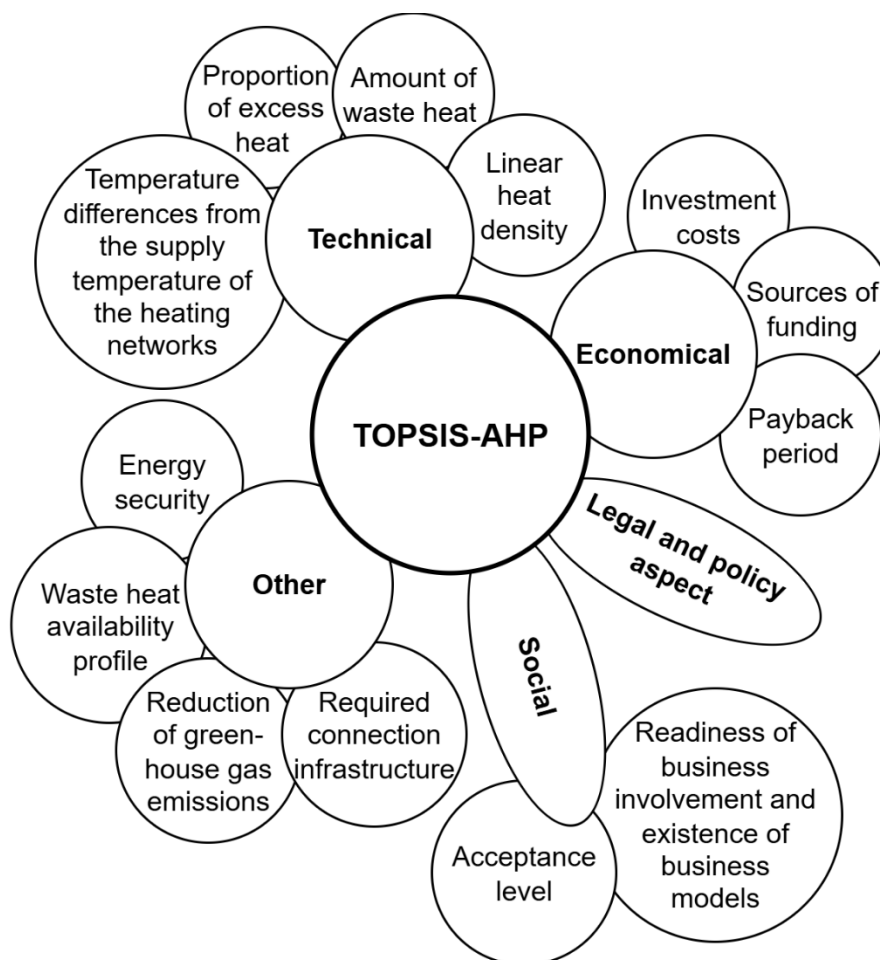 Proportion
of excess
heat
Amount of
waste heat
Linear
heat
density
Temperature
differences from
the supply
temperature of
the heating
networks
Technical
Investment
costs
Sources of
funding
Economical
Payback
period
TOPSIS-AHP
Energy
security
Legal and policy
aspect
Other
Waste heat
availability
profile
Social
Reduction
of green-
house gas
emissions
Required
connection
infrastructure
Readiness of
business
involvement and
existence of
business
models
Acceptance
level